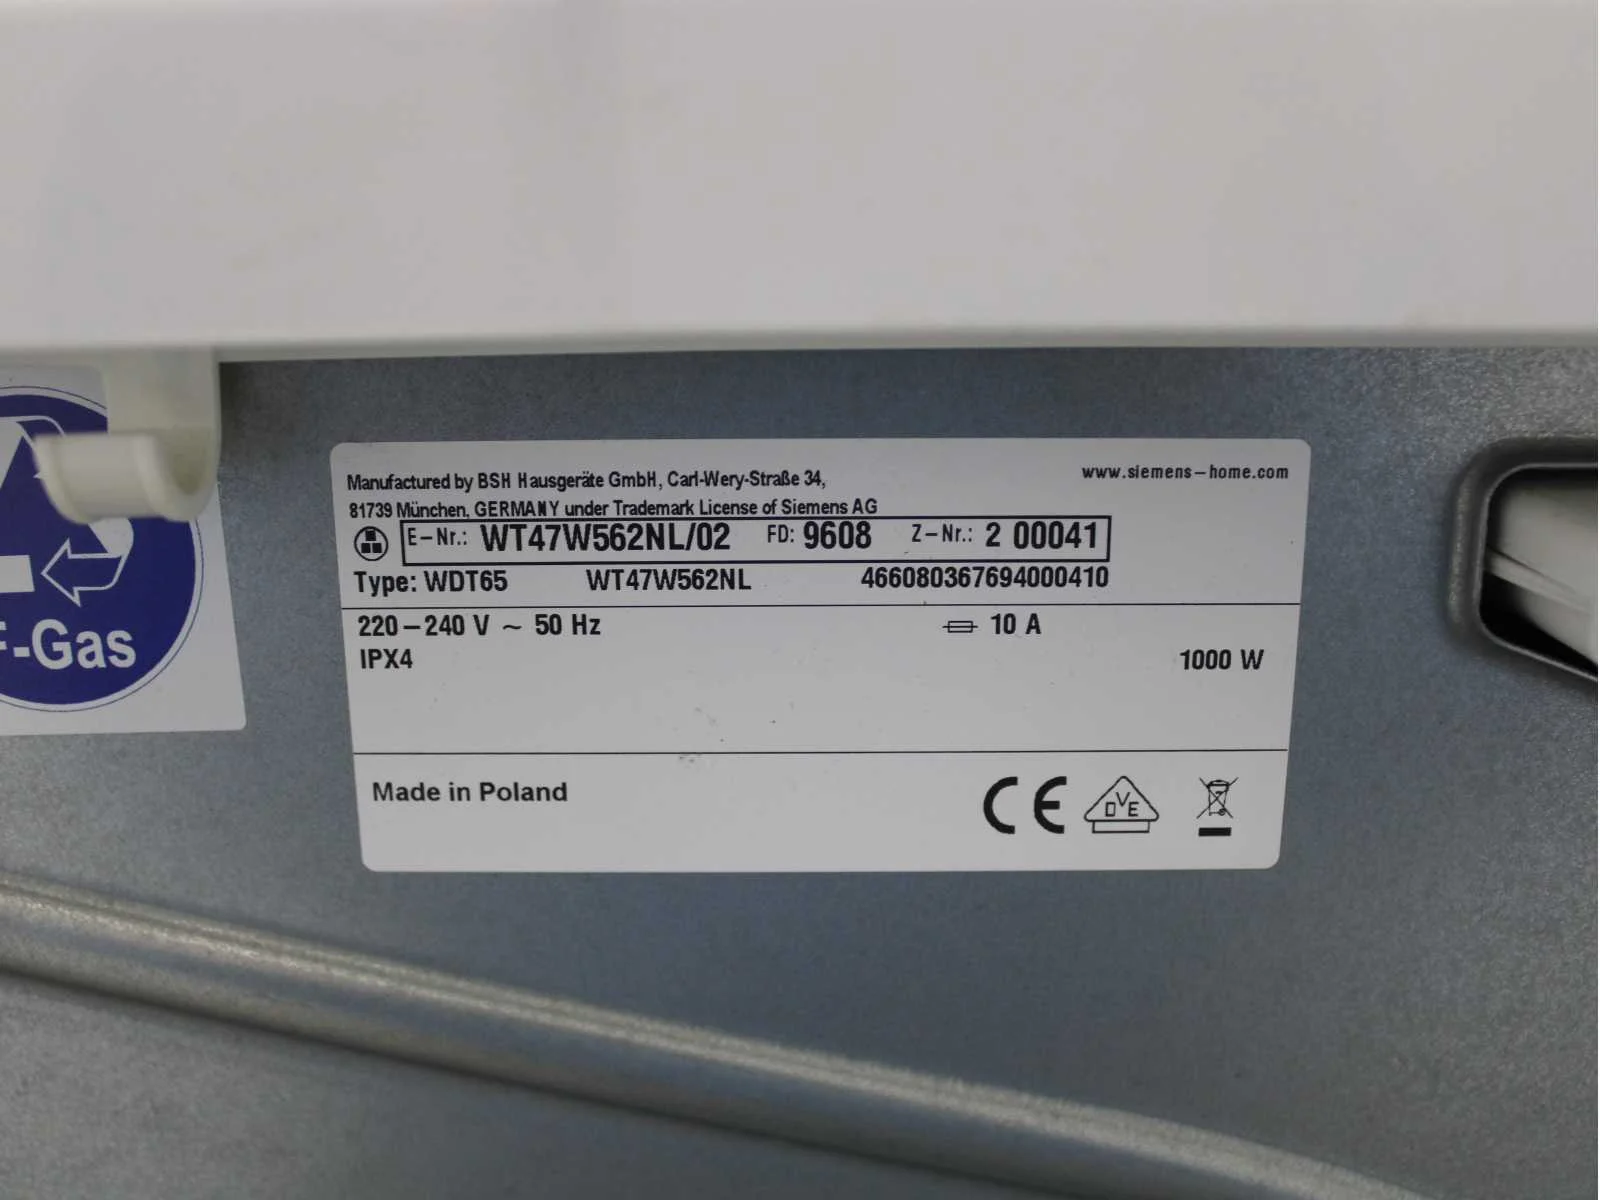 Manufactured by BSH Hausgeräte GmbH, Carl-Wery-Straße 34,
www.siemens-home.com
81739 München, GERMANY under Trademark License of Siemens AG
E-Nr.: WT47W562NL/02 FD: 9608 Z-Nr.: 2 00041
Type: WDT65 WT47W562NL 466080367694000410
220-240 V ~ 50 Hz 10 A
IPX4 1000 W
Made in Poland
CE DVE
F-Gas